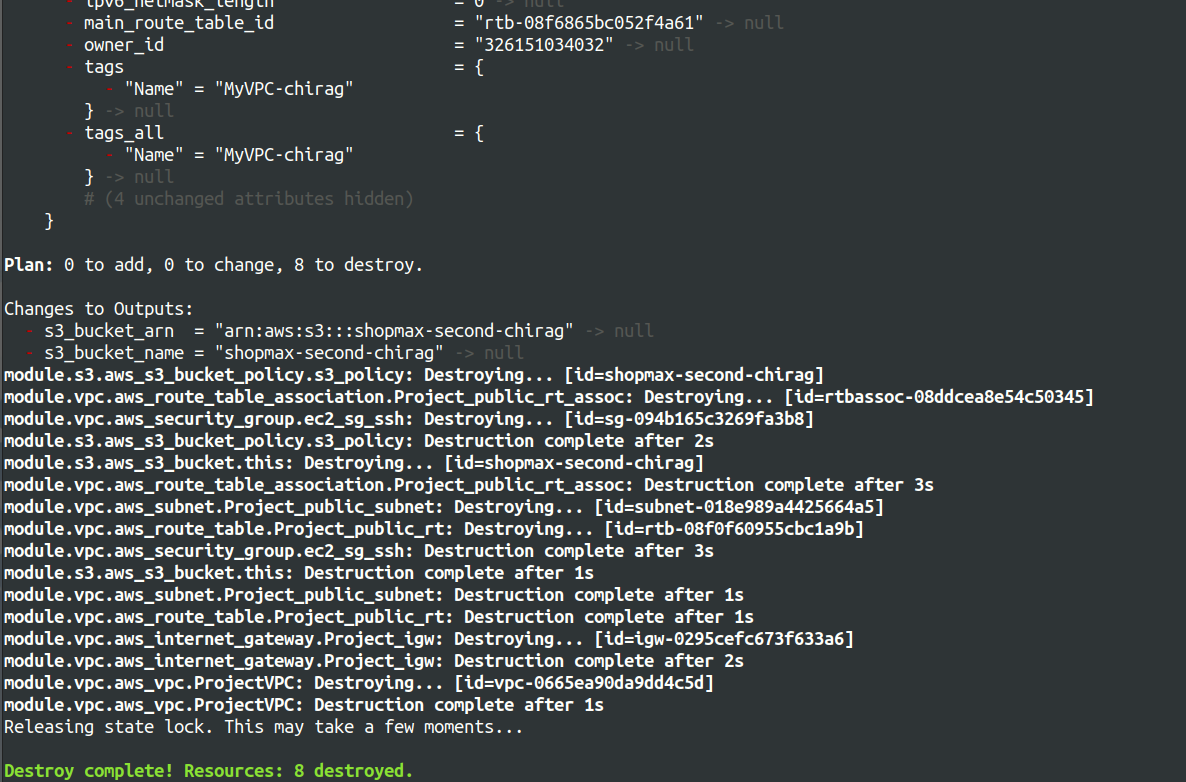 - ipv6_netmask_length = 0 -> null
- main_route_table_id = "rtb-08f6865bc052f4a61" -> null
- owner_id = "326151034032" -> null
- tags = {
- "Name" = "MyVPC-chirag"
} -> null
- tags_all = {
- "Name" = "MyVPC-chirag"
} -> null
# (4 unchanged attributes hidden)
}
Plan: 0 to add, 0 to change, 8 to destroy.
Changes to Outputs:
- s3_bucket_arn = "arn:aws:s3:::shopmax-second-chirag" -> null
- s3_bucket_name = "shopmax-second-chirag" -> null
module.s3.aws_s3_bucket_policy.s3_policy: Destroying... [id=shopmax-second-chirag]
module.vpc.aws_route_table_association.Project_public_rt_assoc: Destroying... [id=rtbassoc-08ddcea8e54c50345]
module.vpc.aws_security_group.ec2_sg_ssh: Destroying... [id=sg-094b165c3269fa3b8]
module.s3.aws_s3_bucket_policy.s3_policy: Destruction complete after 2s
module.s3.aws_s3_bucket.this: Destroying... [id=shopmax-second-chirag]
module.vpc.aws_route_table_association.Project_public_rt_assoc: Destruction complete after 3s
module.vpc.aws_subnet.Project_public_subnet: Destroying... [id=subnet-018e989a4425664a5]
module.vpc.aws_route_table.Project_public_rt: Destroying... [id=rtb-08f0f60955cbc1a9b]
module.vpc.aws_security_group.ec2_sg_ssh: Destruction complete after 3s
module.s3.aws_s3_bucket.this: Destruction complete after 1s
module.vpc.aws_subnet.Project_public_subnet: Destruction complete after 1s
module.vpc.aws_route_table.Project_public_rt: Destruction complete after 1s
module.vpc.aws_internet_gateway.Project_igw: Destroying... [id=igw-0295cefc673f633a6]
module.vpc.aws_internet_gateway.Project_igw: Destruction complete after 2s
module.vpc.aws_vpc.ProjectVPC: Destroying... [id=vpc-0665ea90da9dd4c5d]
module.vpc.aws_vpc.ProjectVPC: Destruction complete after 1s
Releasing state lock. This may take a few moments...
Destroy complete! Resources: 8 destroyed.